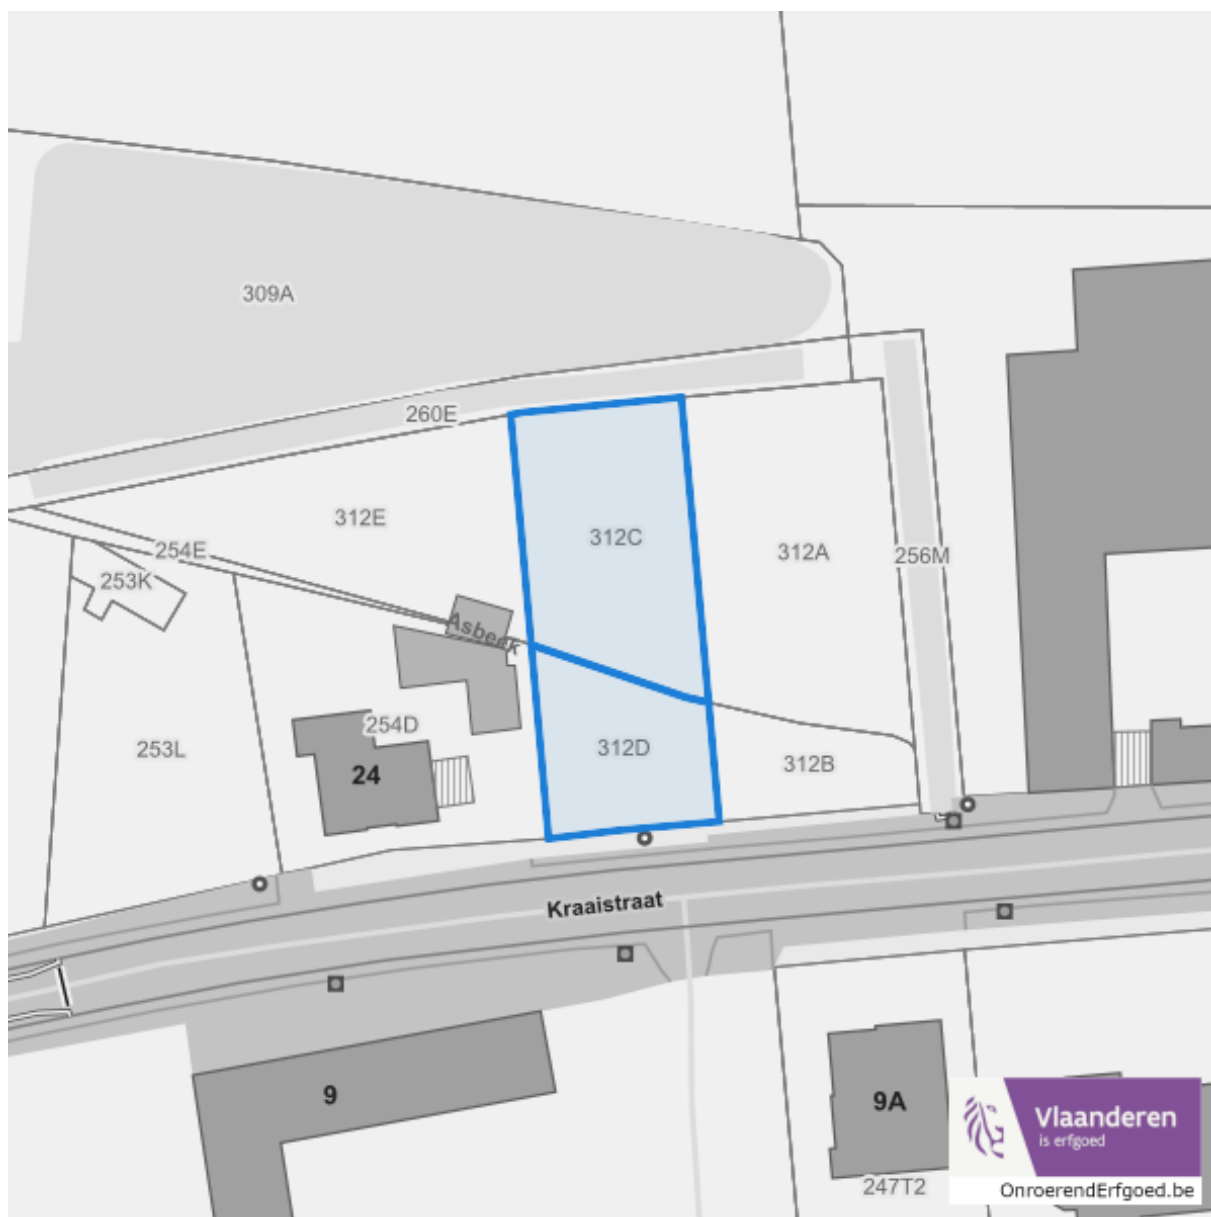 309A
260E
312E
312C
312A
254E
256M
253K
Asbeek
254D
253L
24
312D
312B
Kraaistraat
9
9A
247T2
Vlaanderen
is erfgoed
OnroerendErfgoed.be